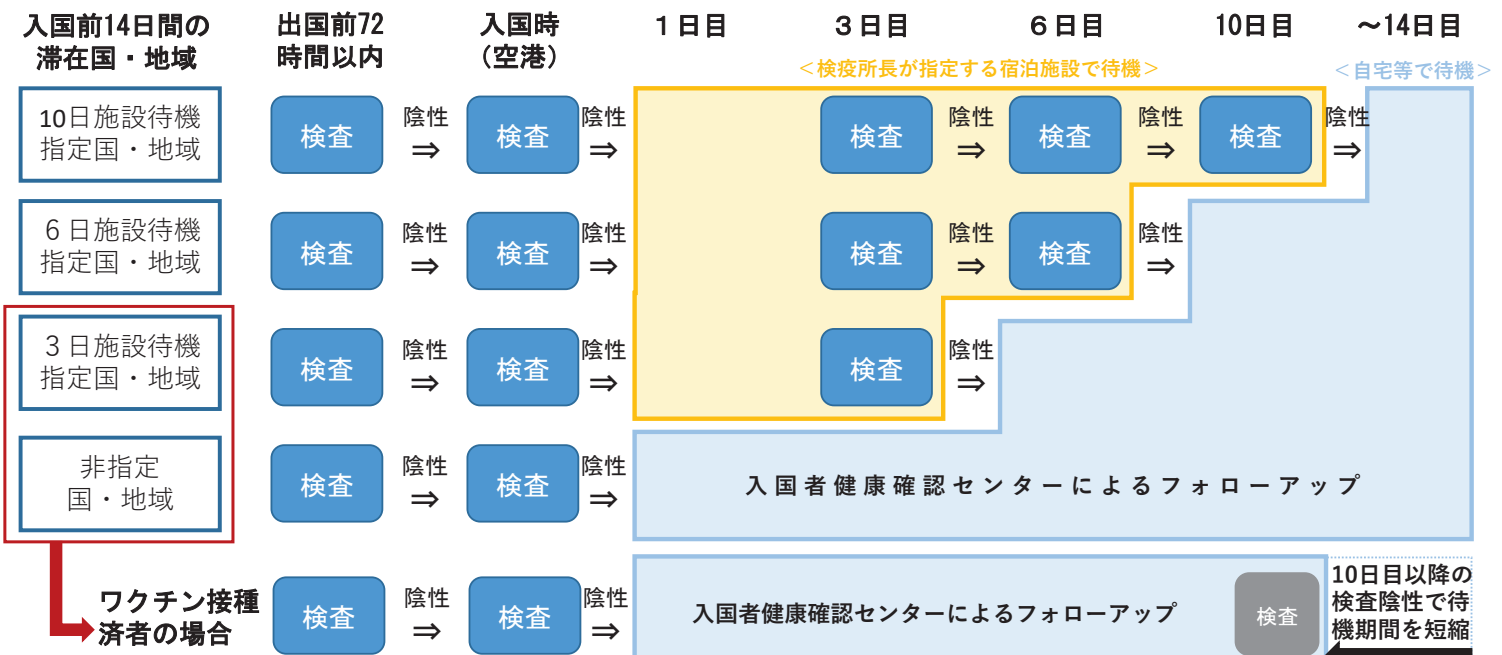 入国前14日間の
滞在国・地域
出国前72
時間以内
入国時
（空港）
１日目
３日目
６日目
10日目
～14日目
＜検疫所長が指定する宿泊施設で待機＞
＜自宅等で待機＞
10日施設待機
指定国・地域
検査
陰性
⇒
検査
陰性
⇒
検査
陰性
⇒
検査
陰性
⇒
検査
陰性
⇒
６日施設待機
指定国・地域
検査
陰性
⇒
検査
陰性
⇒
検査
陰性
⇒
検査
陰性
⇒
３日施設待機
指定国・地域
検査
陰性
⇒
検査
陰性
⇒
検査
陰性
⇒
非指定
国・地域
検査
陰性
⇒
検査
陰性
⇒
入国者健康確認センターによるフォローアップ
ワクチン接種
済者の場合
検査
陰性
⇒
検査
陰性
⇒
入国者健康確認センターによるフォローアップ
検査
10日目以降の
検査陰性で待
機期間を短縮